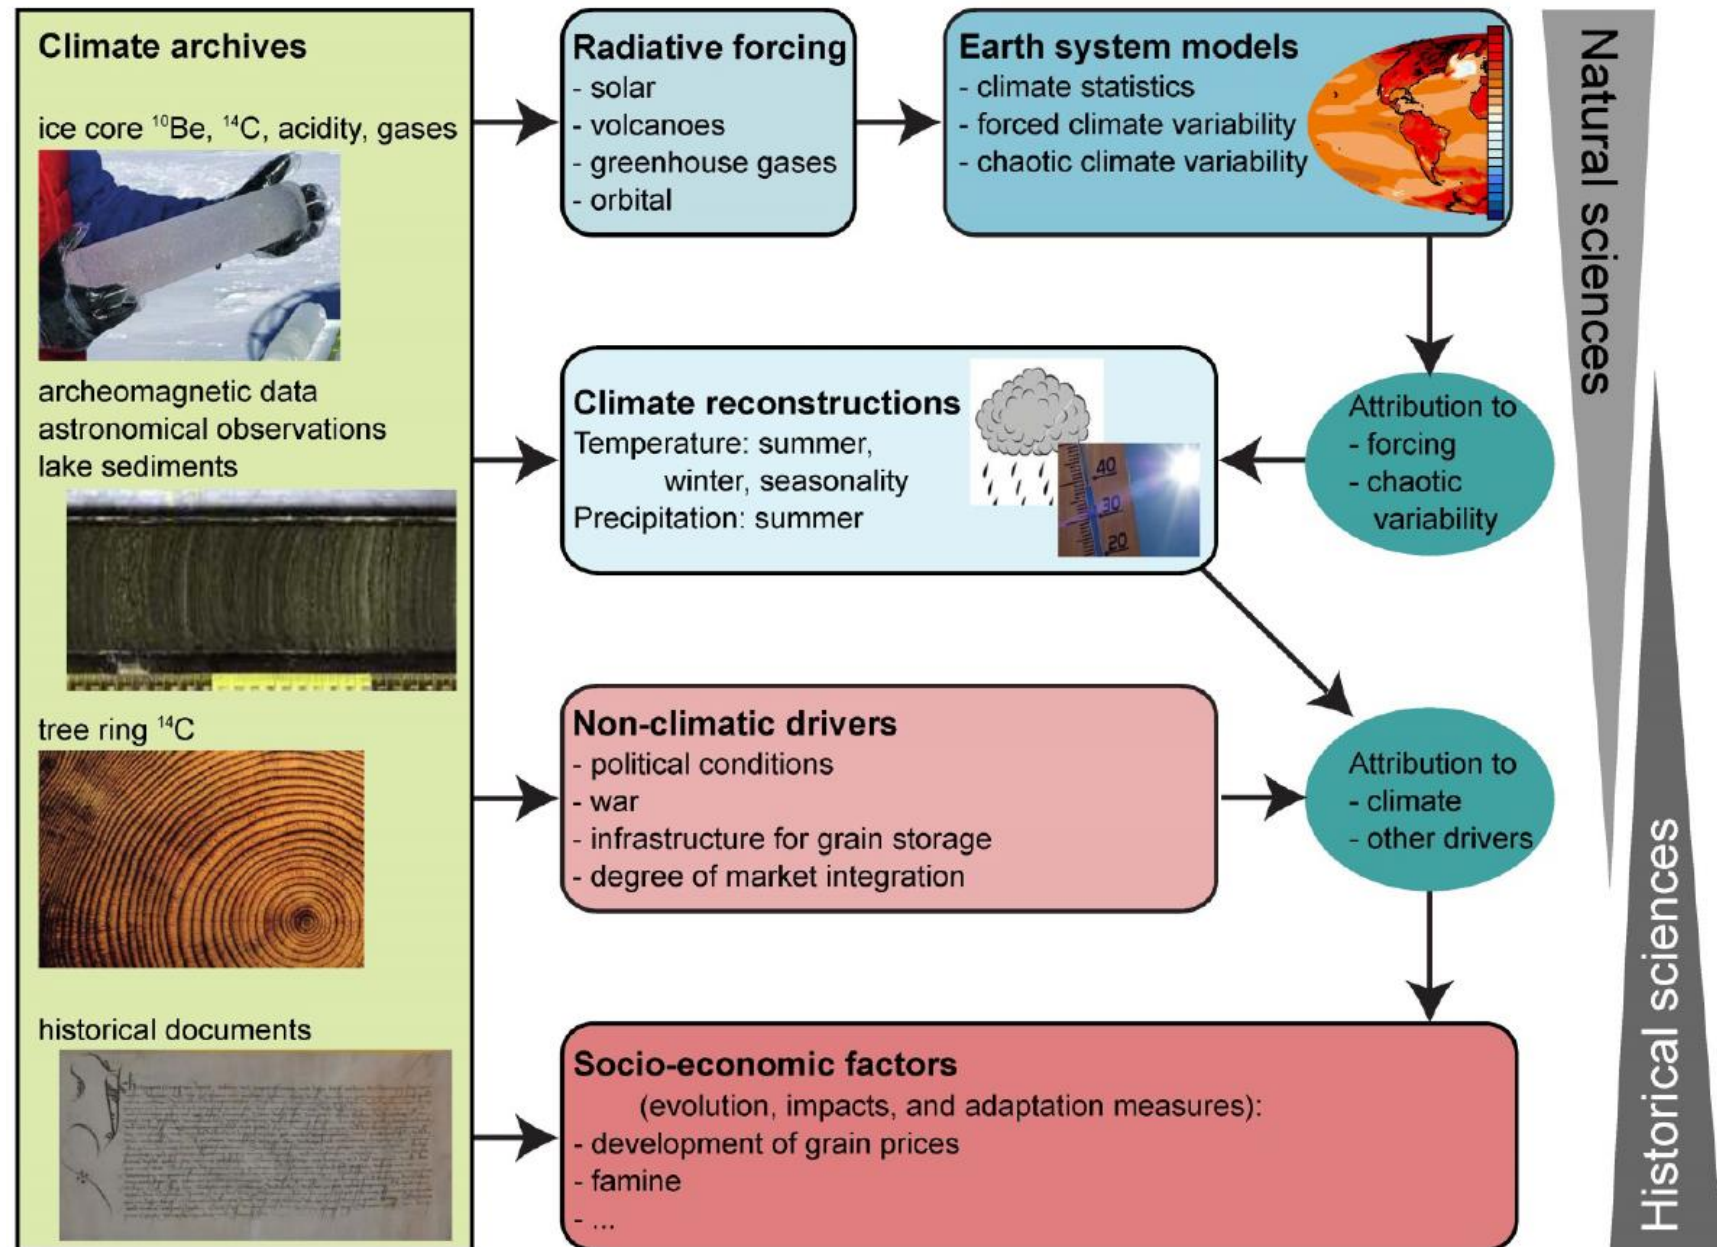 Climate archives
ice core ¹⁰Be, ¹⁴C, acidity, gases
archeomagnetic data
astronomical observations
lake sediments
tree ring ¹⁴C
historical documents
Radiative forcing
- solar
- volcanoes
- greenhouse gases
- orbital
Earth system models
- climate statistics
- forced climate variability
- chaotic climate variability
Climate reconstructions
Temperature: summer,
winter, seasonality
Precipitation: summer
40
30
20
Attribution to
- forcing
- chaotic
variability
Non-climatic drivers
- political conditions
- war
- infrastructure for grain storage
- degree of market integration
Attribution to
- climate
- other drivers
Socio-economic factors
(evolution, impacts, and adaptation measures):
- development of grain prices
- famine
- ...
Natural sciences
Historical sciences